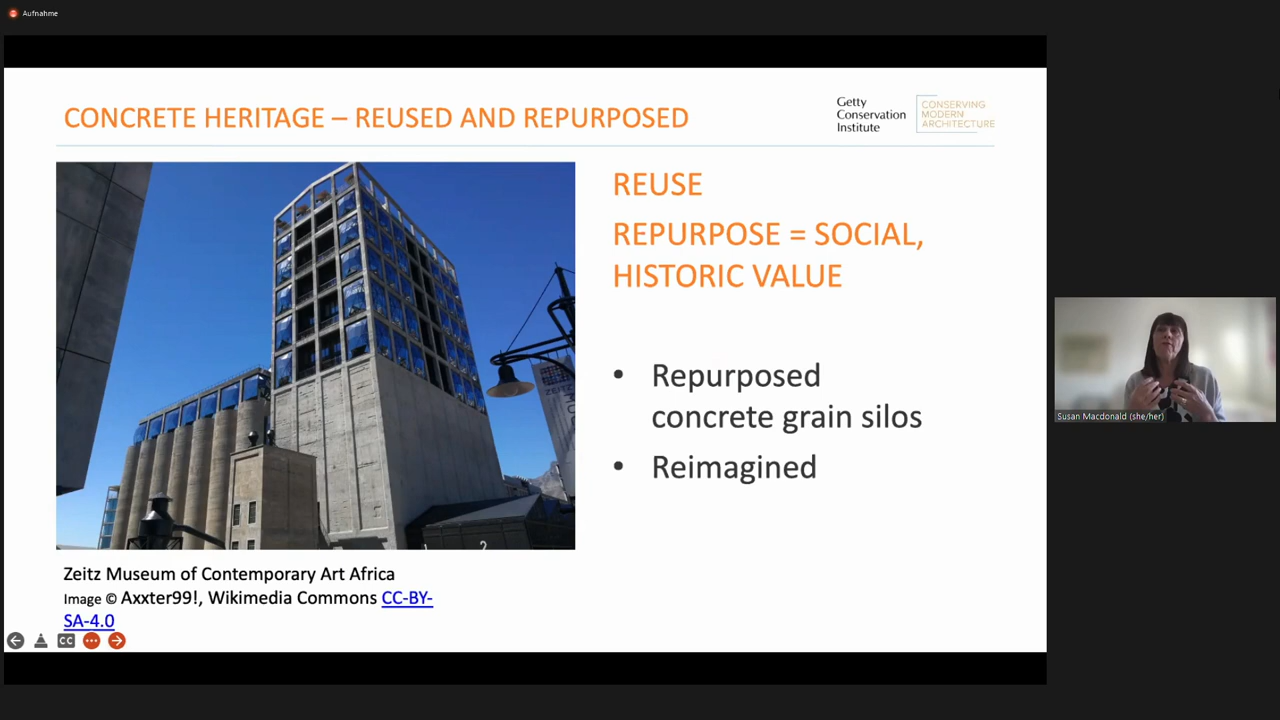 Aufnahme
CONCRETE HERITAGE – REUSED AND REPURPOSED
Getty
Conservation
Institute
CONSERVING
MODERN
ARCHITECTURE
REUSE
REPURPOSE = SOCIAL,
HISTORIC VALUE
• Repurposed
concrete grain silos
• Reimagined
ZEITZ
Zeitz Museum of Contemporary Art Africa
Image © Axxter99!, Wikimedia Commons CC-BY-
SA-4.0
CC
Susan Macdonald (she/her)